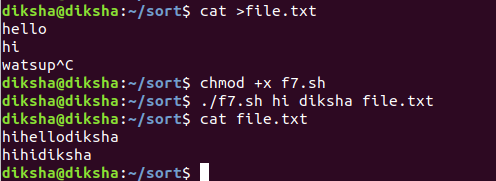 diksha@diksha:~/sort$ cat >file.txt
hello
hi
watsup^C
diksha@diksha:~/sort$ chmod +x f7.sh
diksha@diksha:~/sort$ ./f7.sh hi diksha file.txt
diksha@diksha:~/sort$ cat file.txt
hihellodiksha
hihidiksha
diksha@diksha:~/sort$